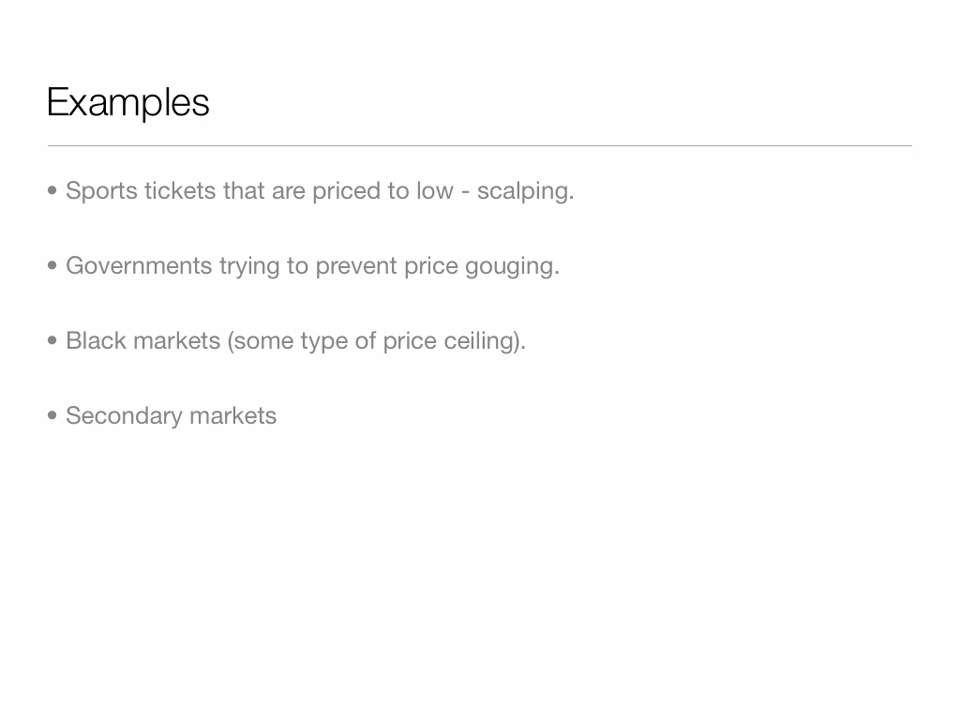 Examples
• Sports tickets that are priced to low - scalping.
• Governments trying to prevent price gouging.
• Black markets (some type of price ceiling).
• Secondary markets